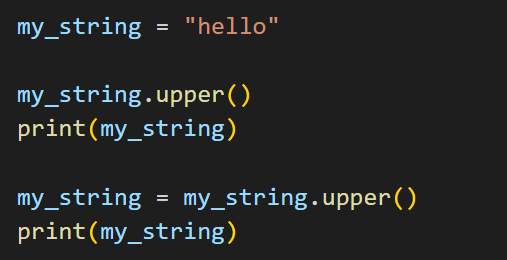 my_string = "hello"
my_string.upper()
print(my_string)
my_string = my_string.upper()
print(my_string)